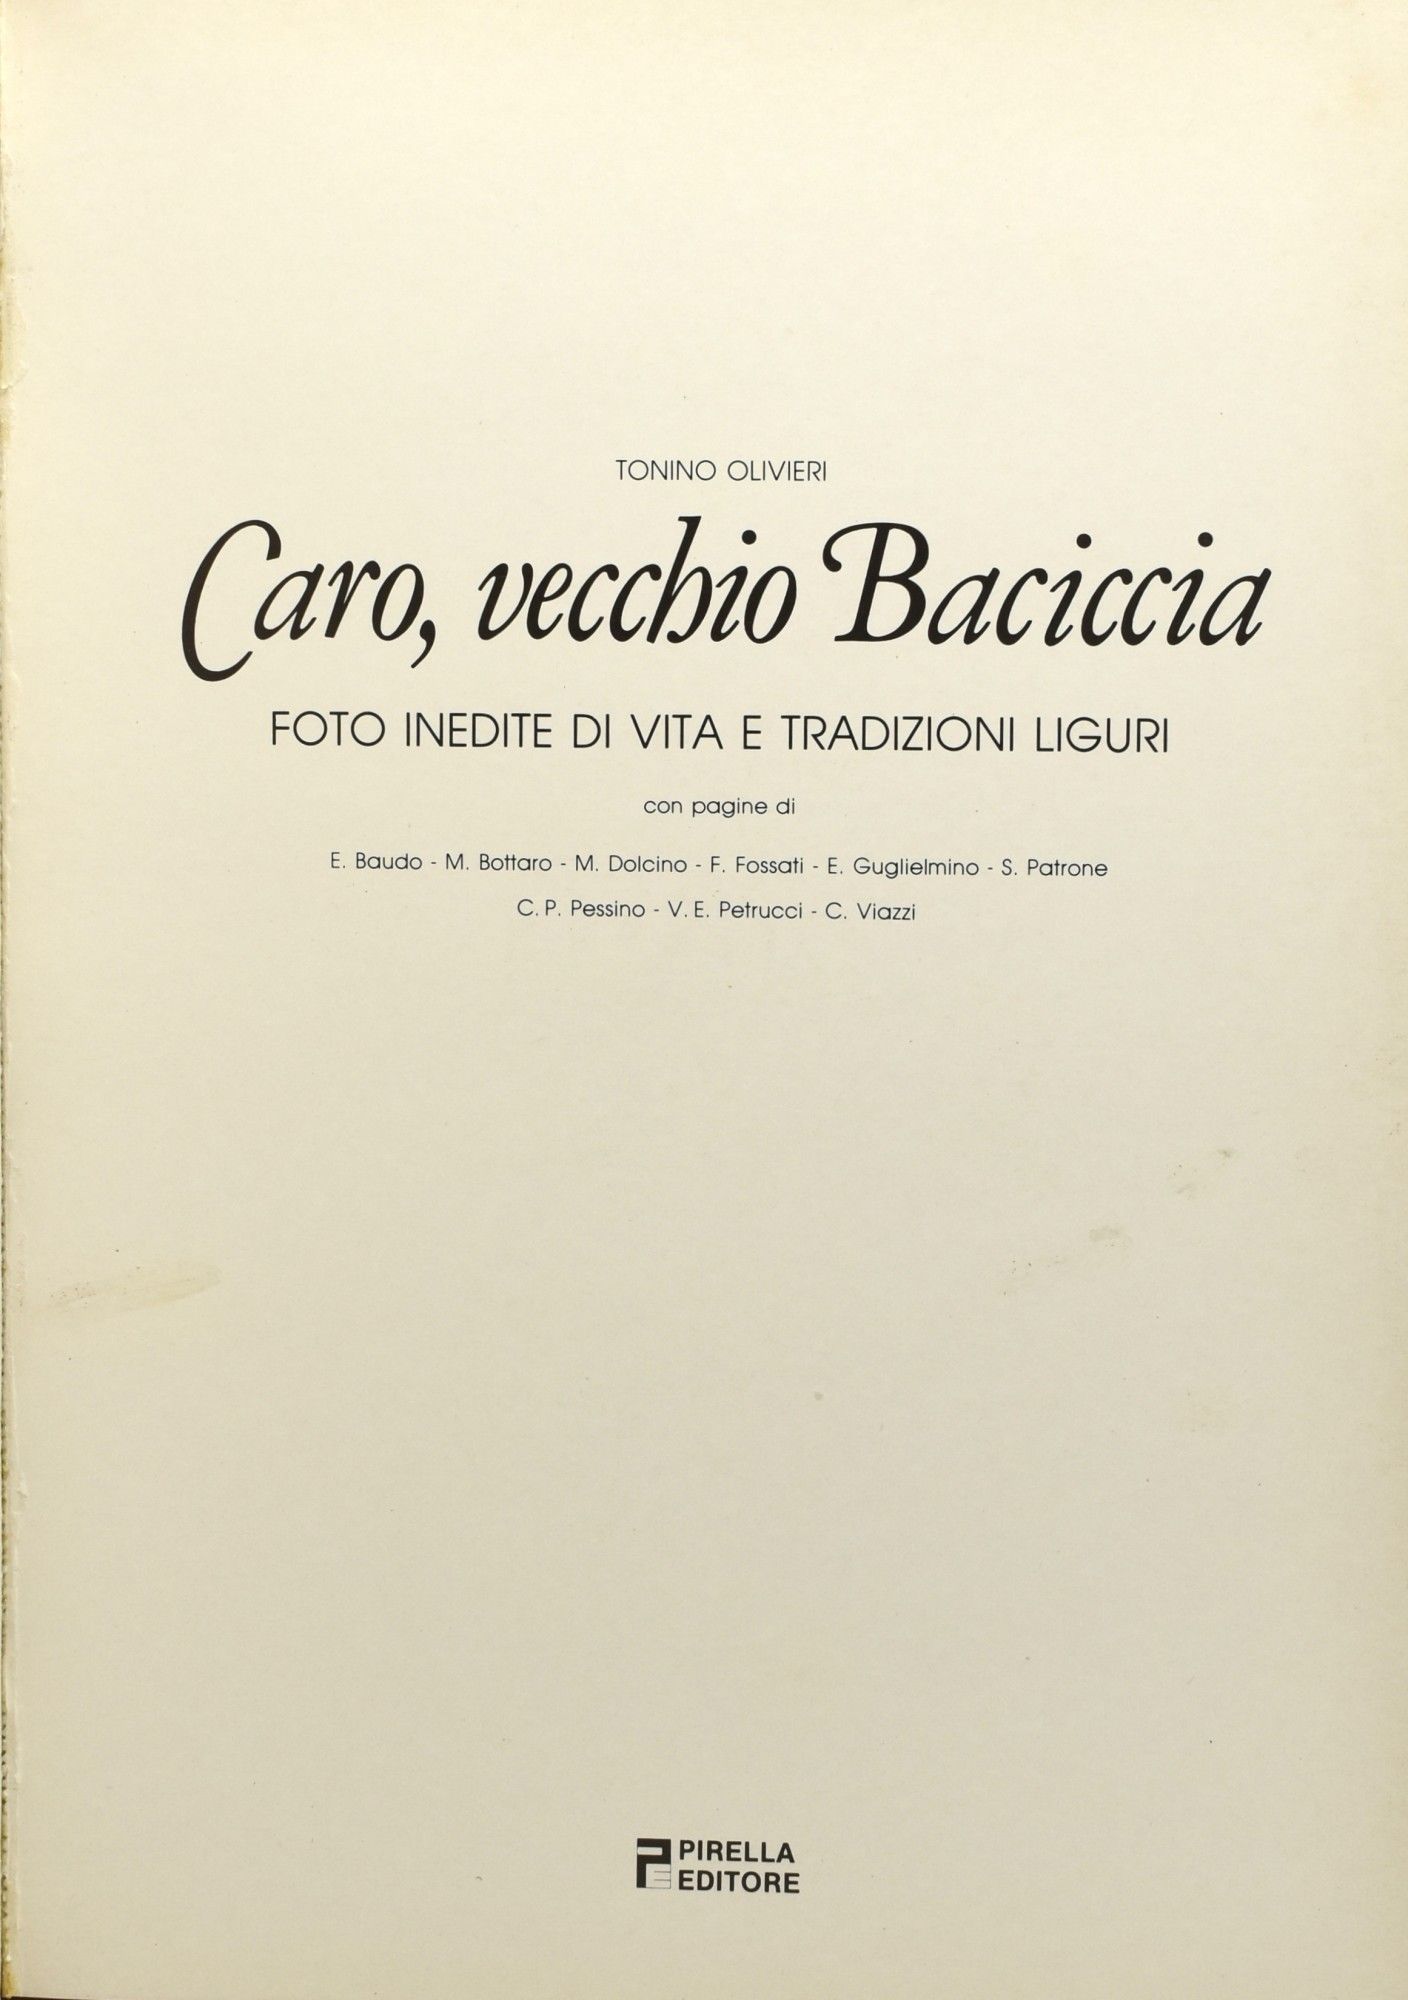 TONINO OLIVIERI
Caro, vecchio Baciccia
FOTO INEDITE DI VITA E TRADIZIONI LIGURI
con pagine di
E. Baudo - M. Bottaro - M. Dolcino - F. Fossati - E. Guglielmino - S. Patrone
C. P. Pessino - V. E. Petrucci - C. Viazzi
PIRELLA
EDITORE